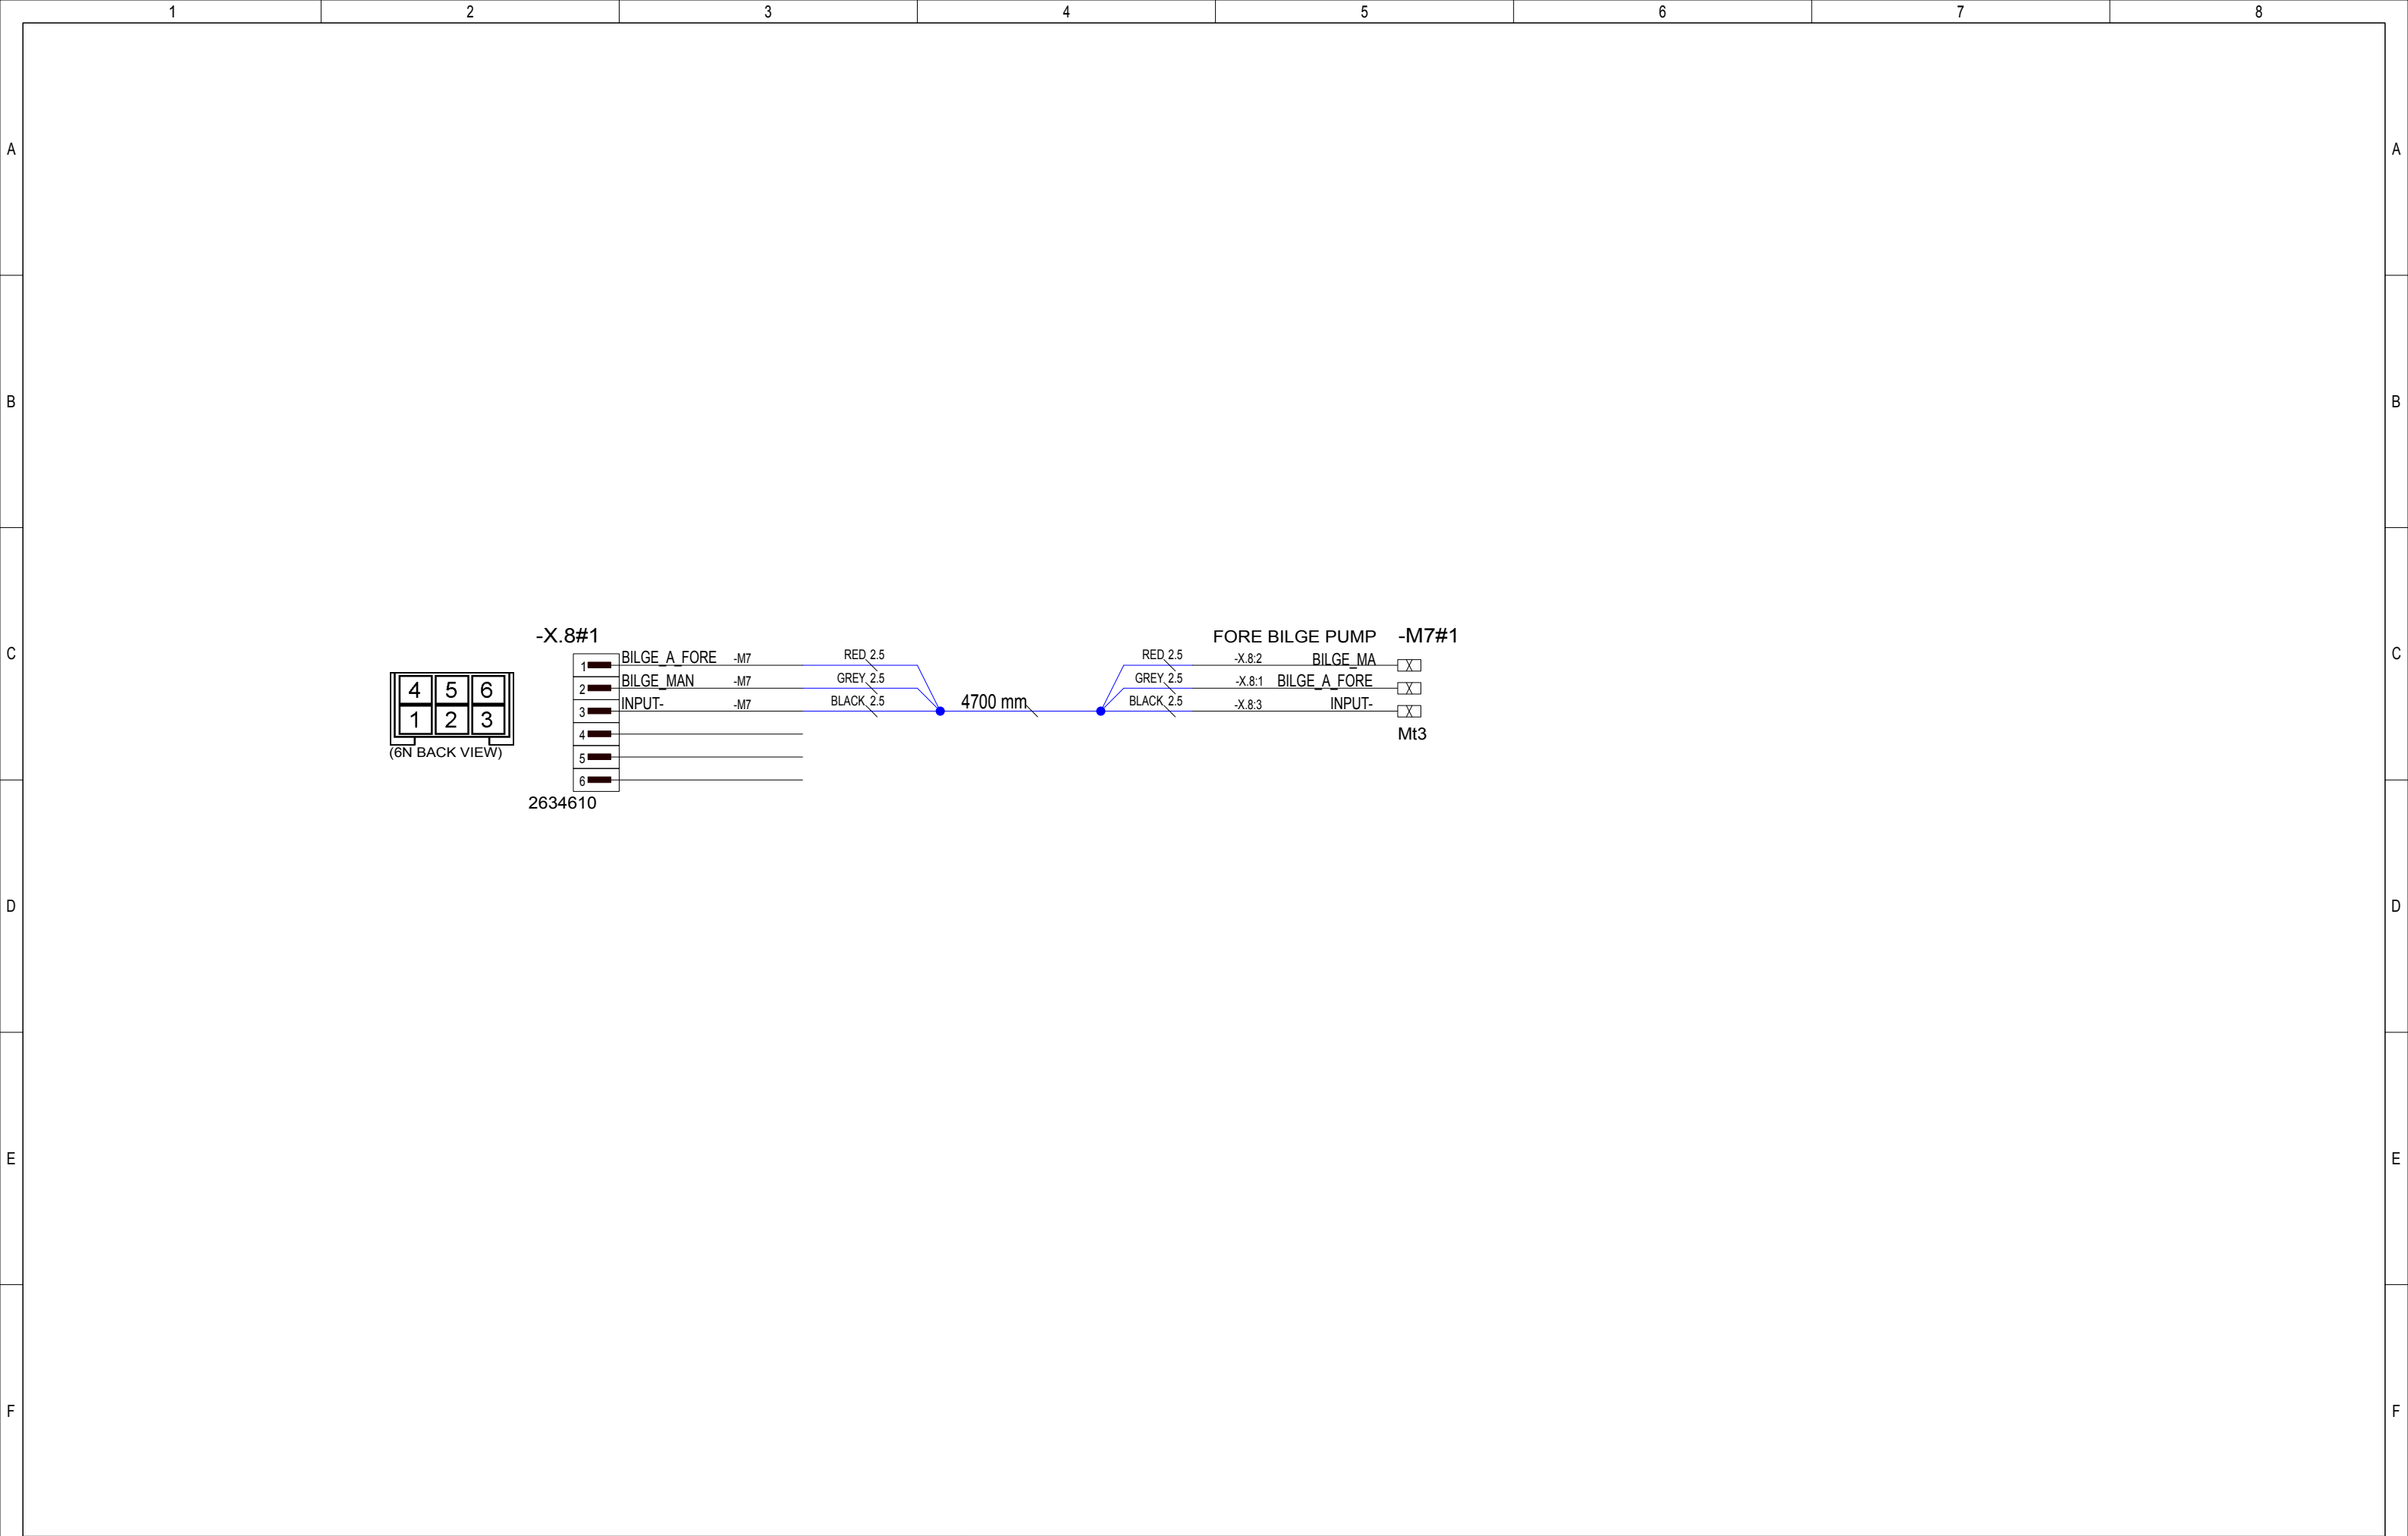 1 2 3 4 5 6 7 8
A A
B B
C C
-X.8#1 FORE BILGE PUMP -M7#1
1 BILGE_A_FORE -M7 RED 2.5 RED 2.5 -X.8:2 BILGE_MA X
2 BILGE_MAN -M7 GREY 2.5 GREY 2.5 -X.8:1 BILGE_A_FORE X
3 INPUT- -M7 BLACK 2.5 4700 mm BLACK 2.5 -X.8:3 INPUT- X
4 Mt3
5
6
2634610
4 5 6
1 2 3
(6N BACK VIEW)
D D
E E
F F